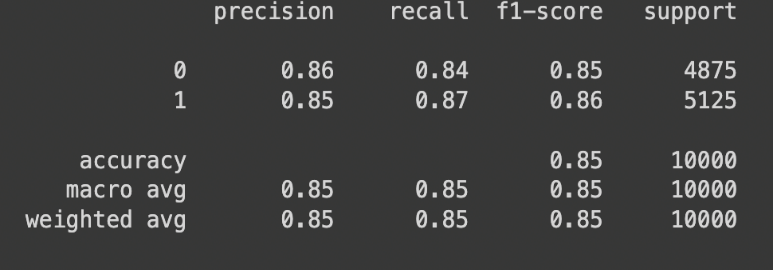 precision recall f1-score support
0 0.86 0.84 0.85 4875
1 0.85 0.87 0.86 5125
accuracy 0.85 10000
macro avg 0.85 0.85 0.85 10000
weighted avg 0.85 0.85 0.85 10000